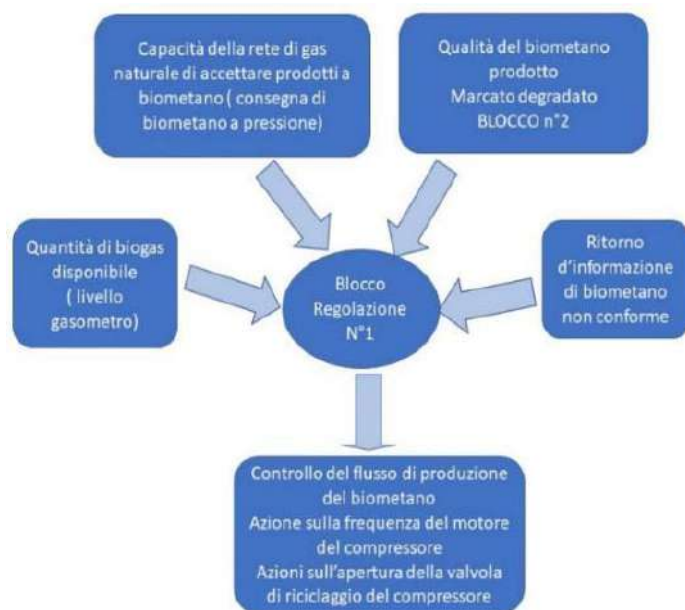 Capacità della rete di gas
naturale di accettare prodotti a
biometano ( consegna di
biometano a pressione)
Qualità del biometano
prodotto
Marcato degradato
BLOCCO n°2
Quantità di biogas
disponibile
( livello
gasometro)
Blocco
Regolazione
N°1
Ritorno
d'informazione
di biometano
non conforme
Controllo del flusso di produzione
del biometano
Azione sulla frequenza del motore
del compressore
Azioni sull'apertura della valvola
di riciclaggio del compressore